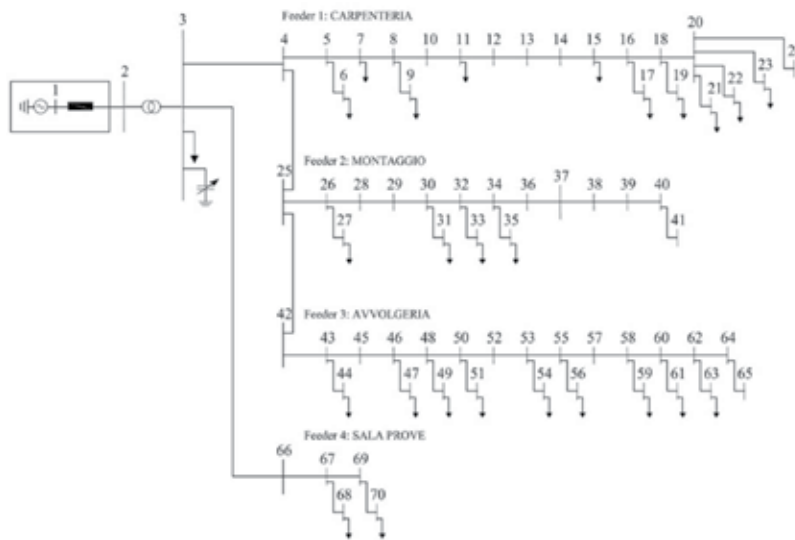 Feeder 1: CARPENTERIA
3
20
4 5 7 8 10 11 12 13 14 15 16 18
2
23
1 2
6 9 17 19 21 22
Feeder 2: MONTAGGIO
25 26 28 29 30 32 34 36 37 38 39 40
27 31 33 35 41
42 Feeder 3: AVVOLGERIA
43 45 46 48 50 52 53 55 57 58 60 62 64
44 47 49 51 54 56 59 61 63 65
Feeder 4: SALA PROVE
66 67 69
68 70